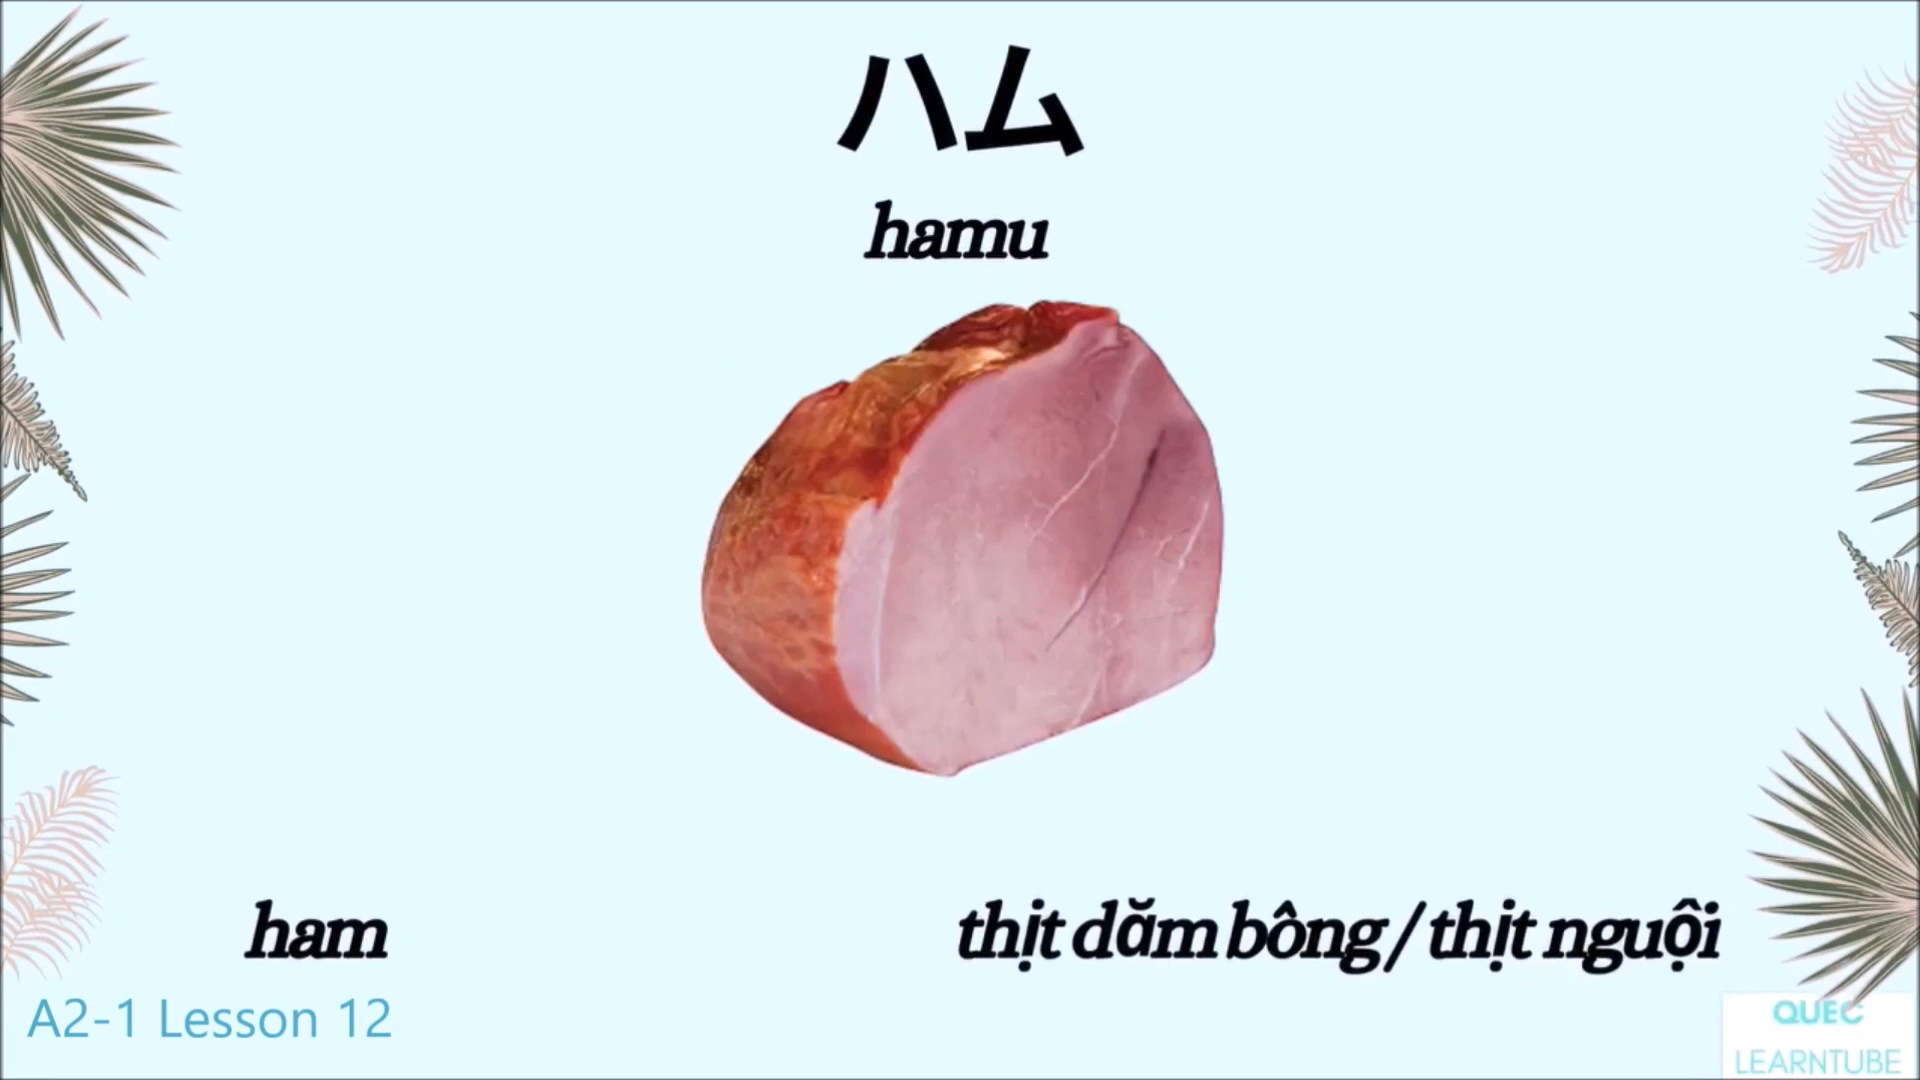 ハム
hamu
ham
thịt dăm bông / thịt nguội
A2-1 Lesson 12
QUEC
LEARNTUBE